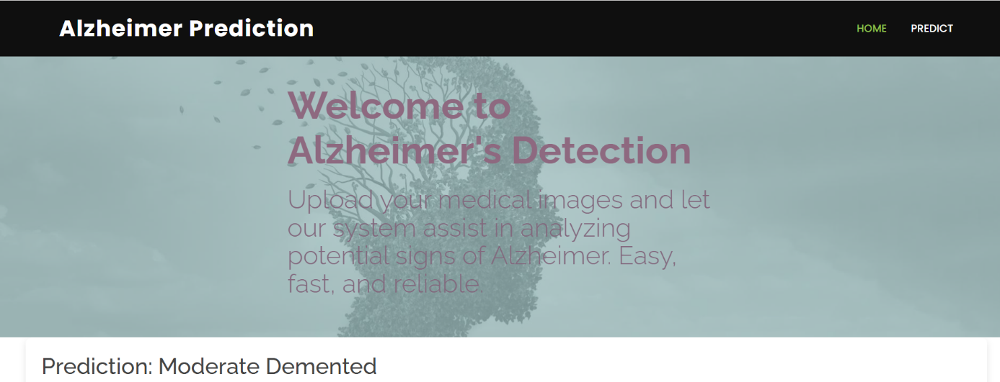 Alzheimer Prediction
HOME PREDICT
Welcome to
Alzheimer's Detection
Upload your medical images and let
our system assist in analyzing
potential signs of Alzheimer. Easy,
fast, and reliable.
Prediction: Moderate Demented